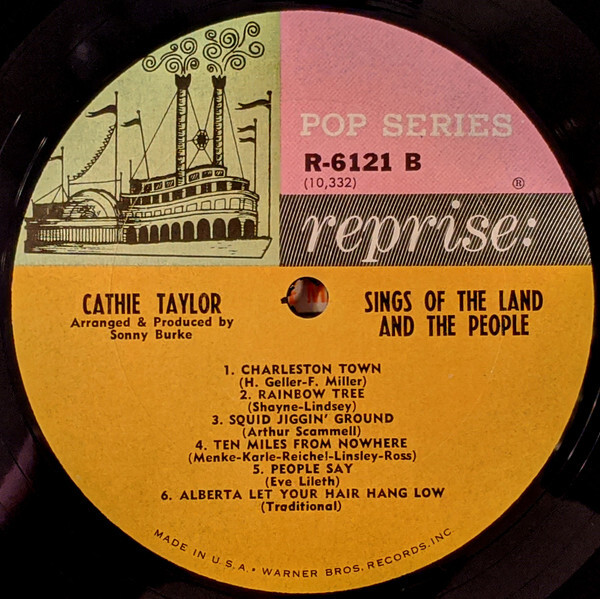 POP SERIES
R-6121 B
(10,332)
®
reprise:
CATHIE TAYLOR
Arranged & Produced by
Sonny Burke
SINGS OF THE LAND
AND THE PEOPLE
1. CHARLESTON TOWN
(H. Geller-F. Miller)
2. RAINBOW TREE
(Shayne-Lindsey)
3. SQUID JIGGIN' GROUND
(Arthur Scammell)
4. TEN MILES FROM NOWHERE
(Menke-Karle-Reichel-Linsley-Ross)
5. PEOPLE SAY
(Eve Lileth)
6. ALBERTA LET YOUR HAIR HANG LOW
(Traditional)
MADE IN U.S.A. • WARNER BROS. RECORDS, INC.